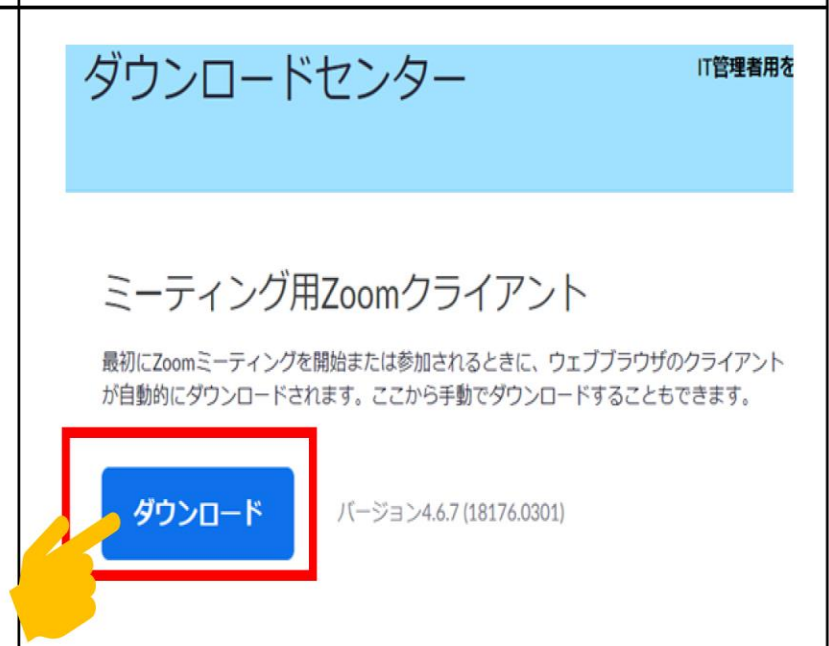 ダウンロードセンター
IT管理者用を
ミーティング用Zoomクライアント
最初にZoomミーティングを開始または参加されるときに、ウェブブラウザのクライアント
が自動的にダウンロードされます。ここから手動でダウンロードすることもできます。
ダウンロード
バージョン4.6.7 (18176.0301)